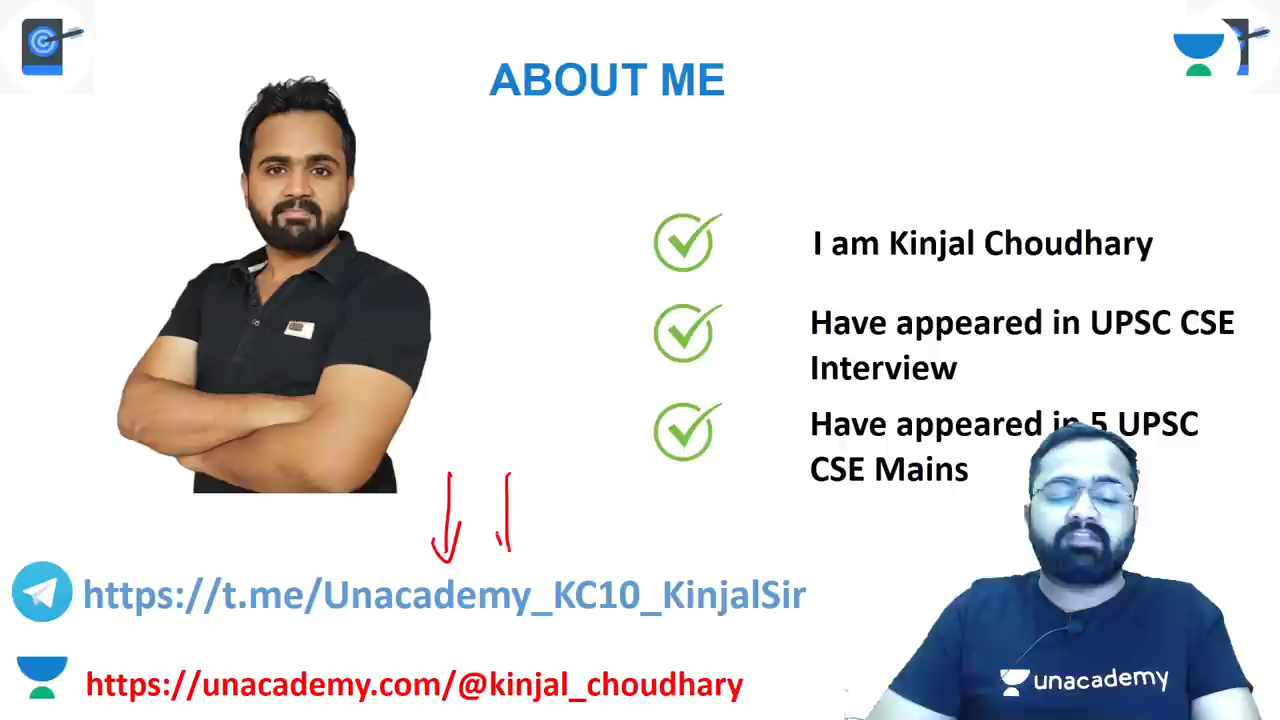 ABOUT ME
I am Kinjal Choudhary
Have appeared in UPSC CSE
Interview
Have appeared in 5 UPSC
CSE Mains
https://t.me/Unacademy_KC10_KinjalSir
https://unacademy.com/@kinjal_choudhary
unacademy